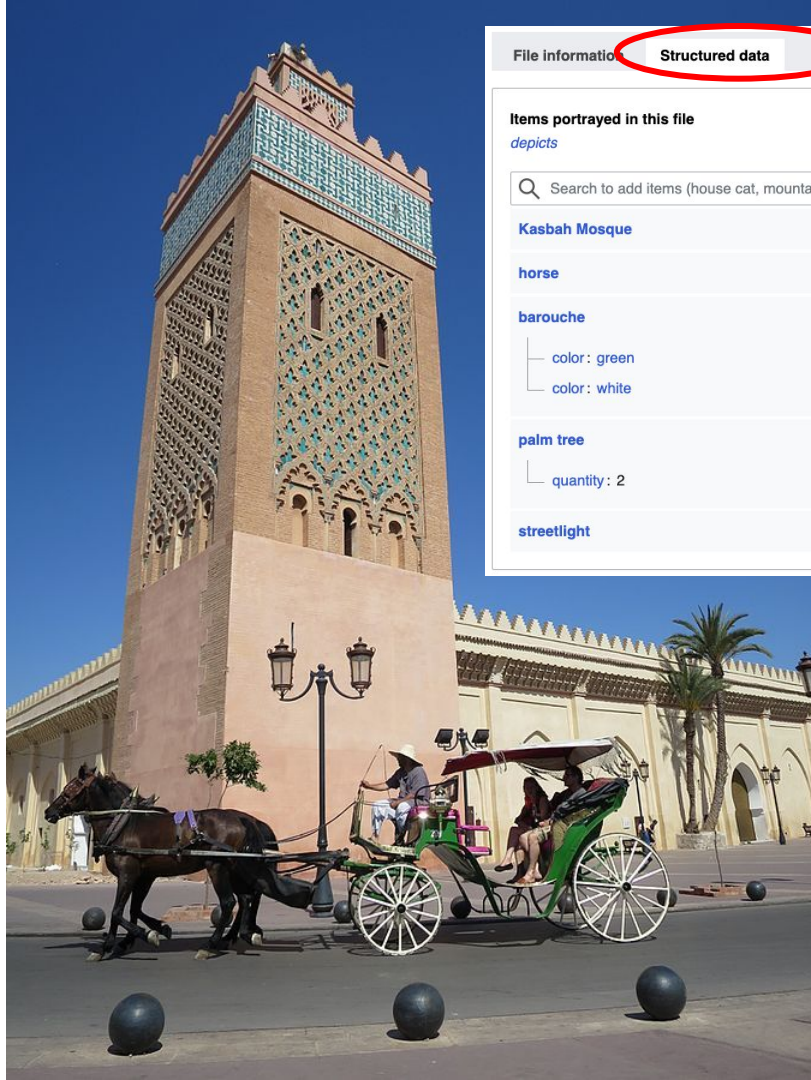 File information Structured data
Items portrayed in this file
depicts
Search to add items (house cat, mounta
Kasbah Mosque
horse
barouche
color: green
color: white
palm tree
quantity: 2
streetlight